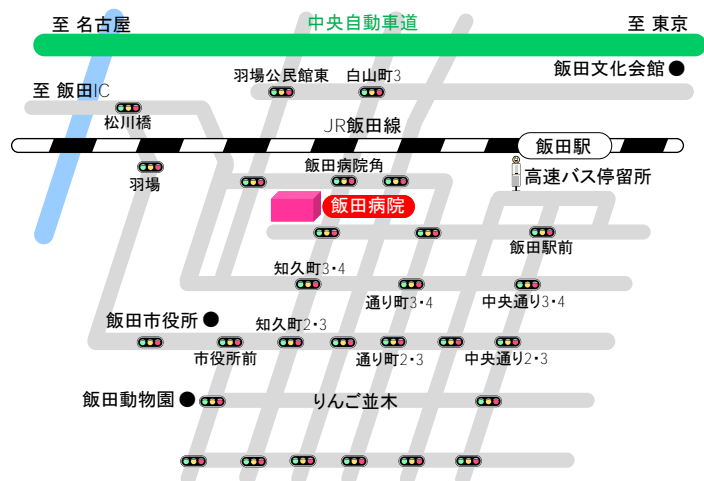 至 名古屋
中央自動車道
至 東京
羽場公民館東
白山町3
飯田文化会館
至 飯田IC
松川橋
JR飯田線
飯田駅
羽場
飯田病院角
高速バス停留所
飯田病院
飯田駅前
知久町3・4
通り町3・4
中央通り3・4
飯田市役所
知久町2・3
市役所前
通り町2・3
中央通り2・3
飯田動物園
りんご並木